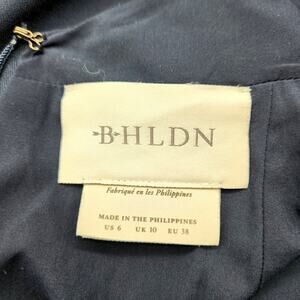 BHLDN
Fabriqué en les Philippines
MADE IN THE PHILIPPINES
US 6 UK 10 EU 38